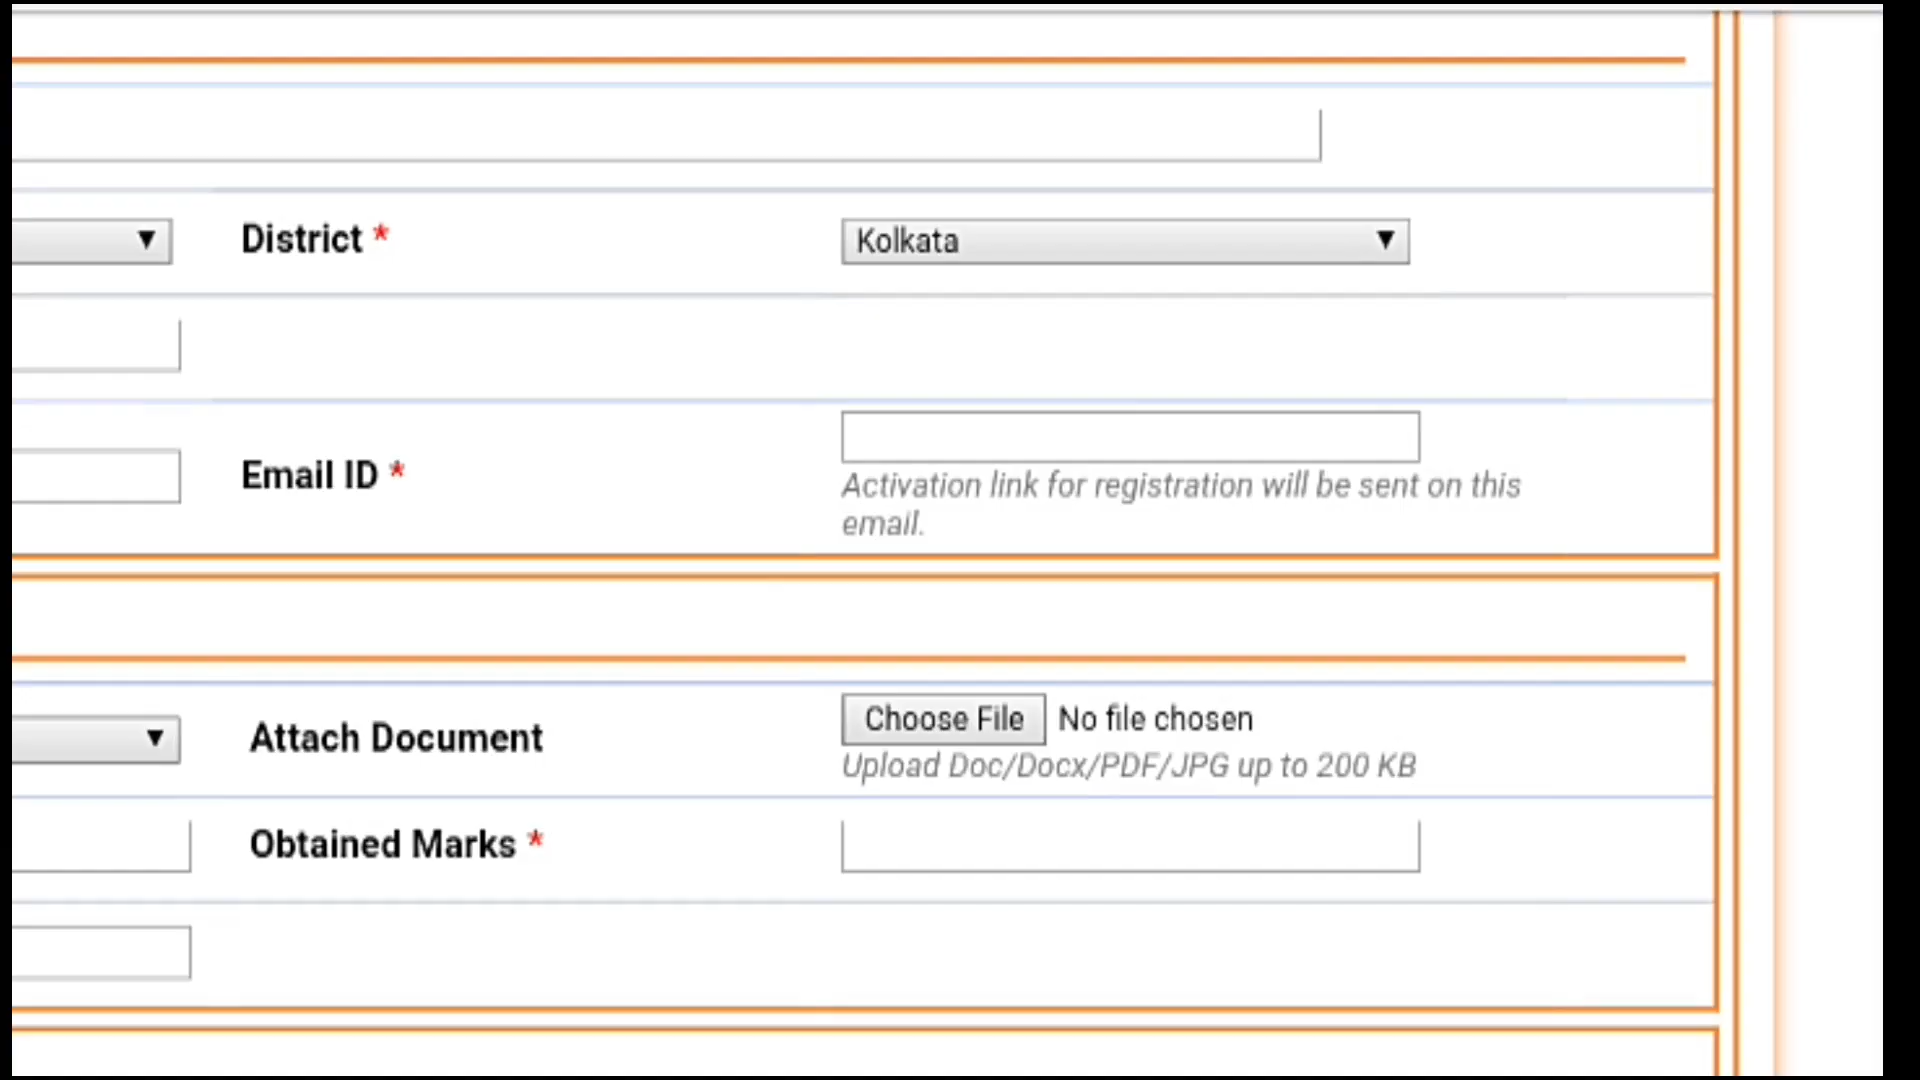 District *
Kolkata
Email ID *
Activation link for registration will be sent on this
email.
Attach Document
Choose File No file chosen
Upload Doc/Docx/PDF/JPG up to 200 KB
Obtained Marks *